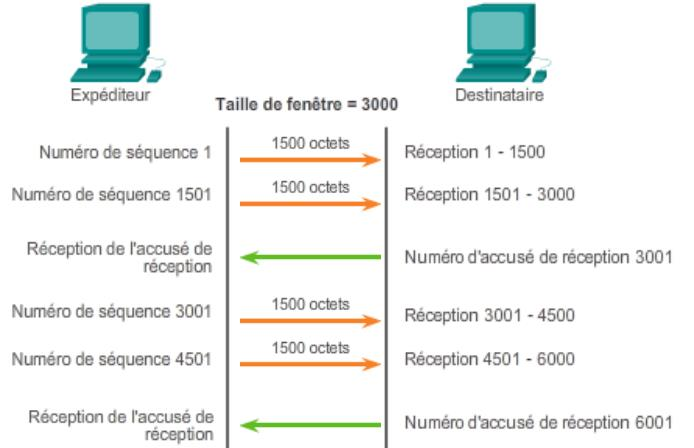 Expéditeur
Destinataire
Taille de fenêtre = 3000
Numéro de séquence 1
1500 octets
Réception 1 - 1500
Numéro de séquence 1501
1500 octets
Réception 1501 - 3000
Réception de l'accusé de
réception
Numéro d'accusé de réception 3001
Numéro de séquence 3001
1500 octets
Réception 3001 - 4500
Numéro de séquence 4501
1500 octets
Réception 4501 - 6000
Réception de l'accusé de
réception
Numéro d'accusé de réception 6001